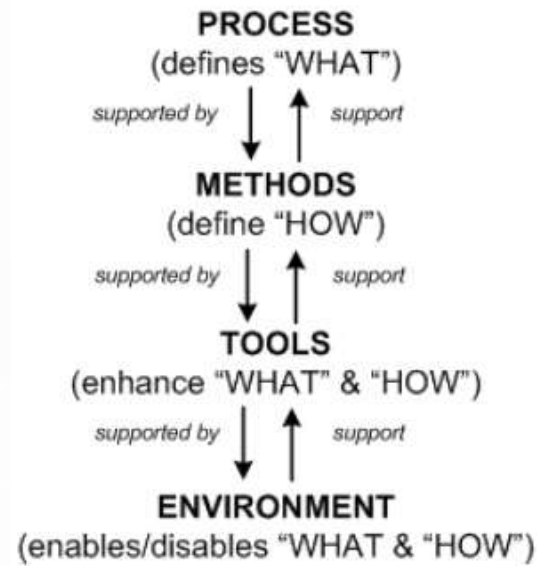 PROCESS
(defines “WHAT”)
supported by support
METHODS
(define “HOW”)
supported by support
TOOLS
(enhance “WHAT” & “HOW”)
supported by support
ENVIRONMENT
(enables/disables “WHAT & “HOW”)